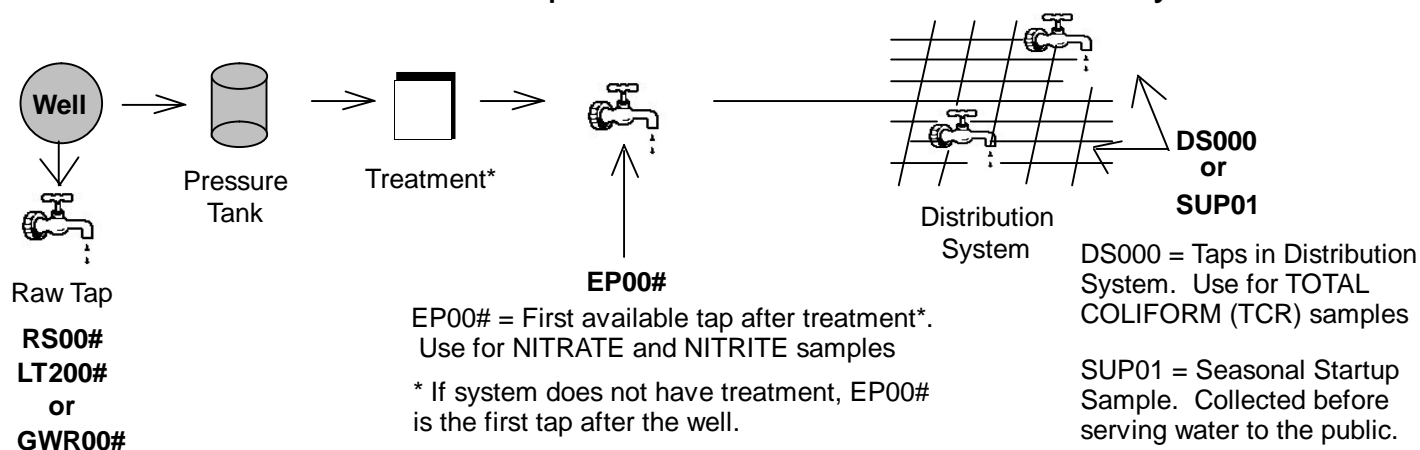 Well
Pressure
Tank
Treatment*
Raw Tap
RS00#
LT200#
or
GWR00#
EP00#
EP00# = First available tap after treatment*.
Use for NITRATE and NITRITE samples
* If system does not have treatment, EP00#
is the first tap after the well.
Distribution
System
DS000
or
SUP01
DS000 = Taps in Distribution
System. Use for TOTAL
COLIFORM (TCR) samples
SUP01 = Seasonal Startup
Sample. Collected before
serving water to the public.